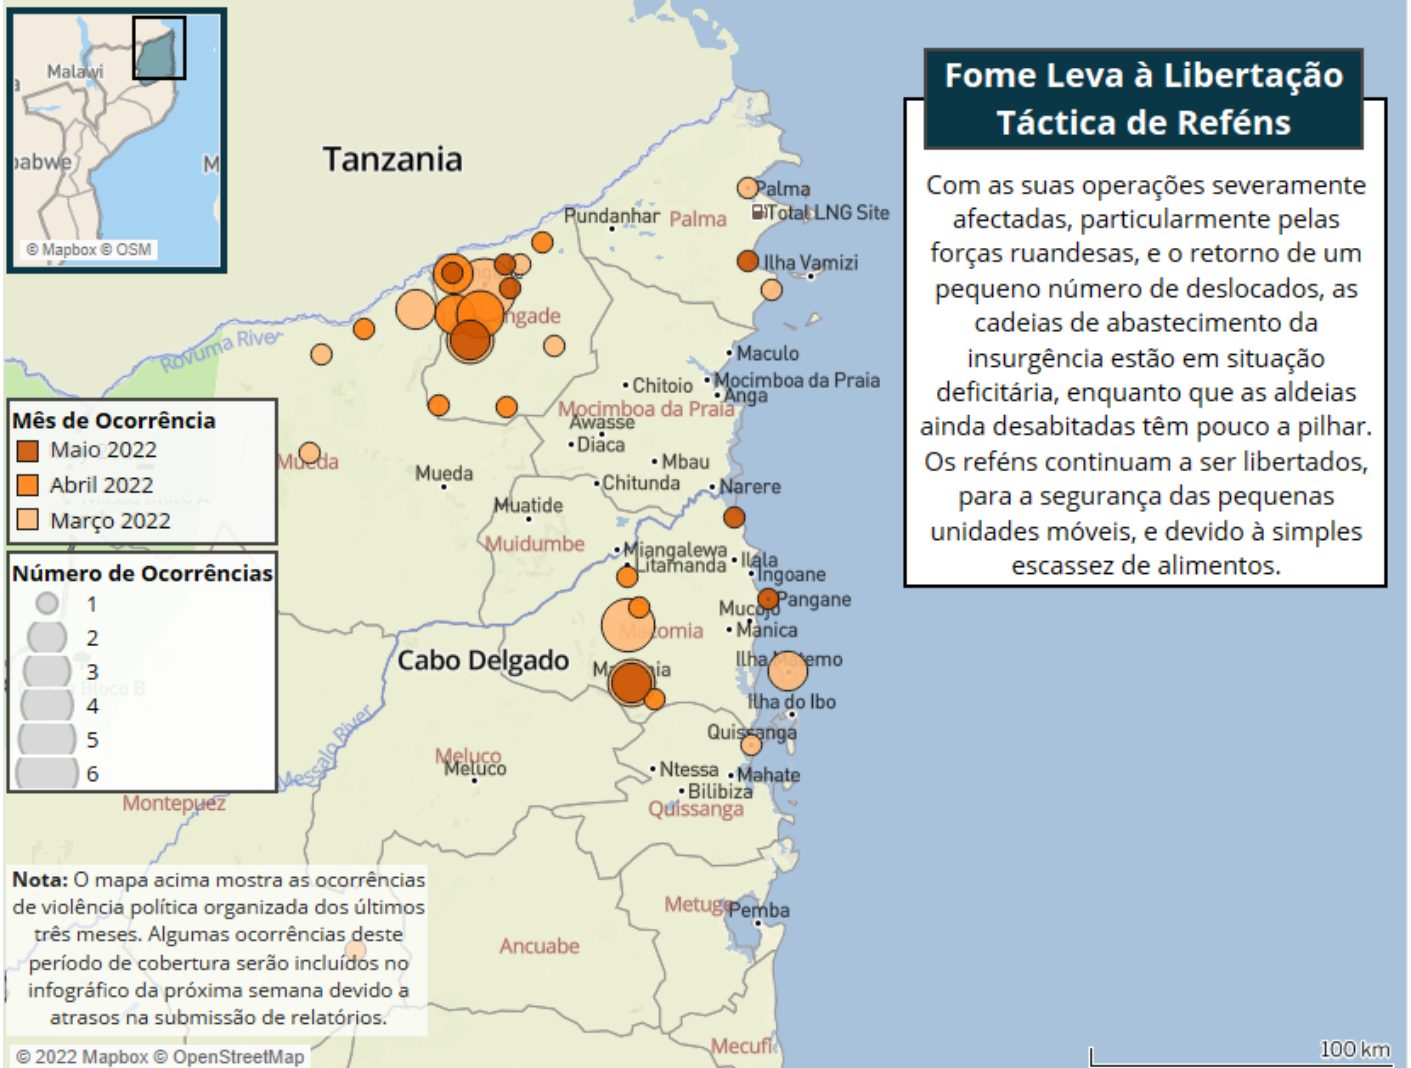 Malawi
abwe
M
© Mapbox © OSM
Tanzania
Fome Leva à Libertação
Táctica de Reféns
Com as suas operações severamente
afectadas, particularmente pelas
forças ruandesas, e o retorno de um
pequeno número de deslocados, as
cadeias de abastecimento da
insurgência estão em situação
deficitária, enquanto que as aldeias
ainda desabitadas têm pouco a pilhar.
Os reféns continuam a ser libertados,
para a segurança das pequenas
unidades móveis, e devido à simples
escassez de alimentos.
Palma
Pundanhar
Palma
Total LNG Site
Ilha Vamizi
ngade
Rovuma River
Maculo
Chitoio
Mocimboa da Praia
Anga
Mocimboa da Praia
Awasse
Diaca
Mês de Ocorrência
Maio 2022
Abril 2022
Março 2022
Mueda
Mueda
Mbau
Chitunda
Narere
Muatide
Muidumbe
Miangalewa
Litamanda
Ilala
Ingoane
Pangane
Mucojo
Manica
Número de Ocorrências
1
2
3
4
5
6
Bloco B
Cabo Delgado
Ilha Matemo
Ilha do Ibo
Quissanga
Messalo River
Meluco
Meluco
Ntessa
Mahate
Bilibiza
Quissanga
Montepuez
Nota: O mapa acima mostra as ocorrências
de violência política organizada dos últimos
três meses. Algumas ocorrências deste
período de cobertura serão incluídos no
infográfico da próxima semana devido a
atrasos na submissão de relatórios.
Metuge
Pemba
Ancuabe
Mecufi
© 2022 Mapbox © OpenStreetMap
100 km